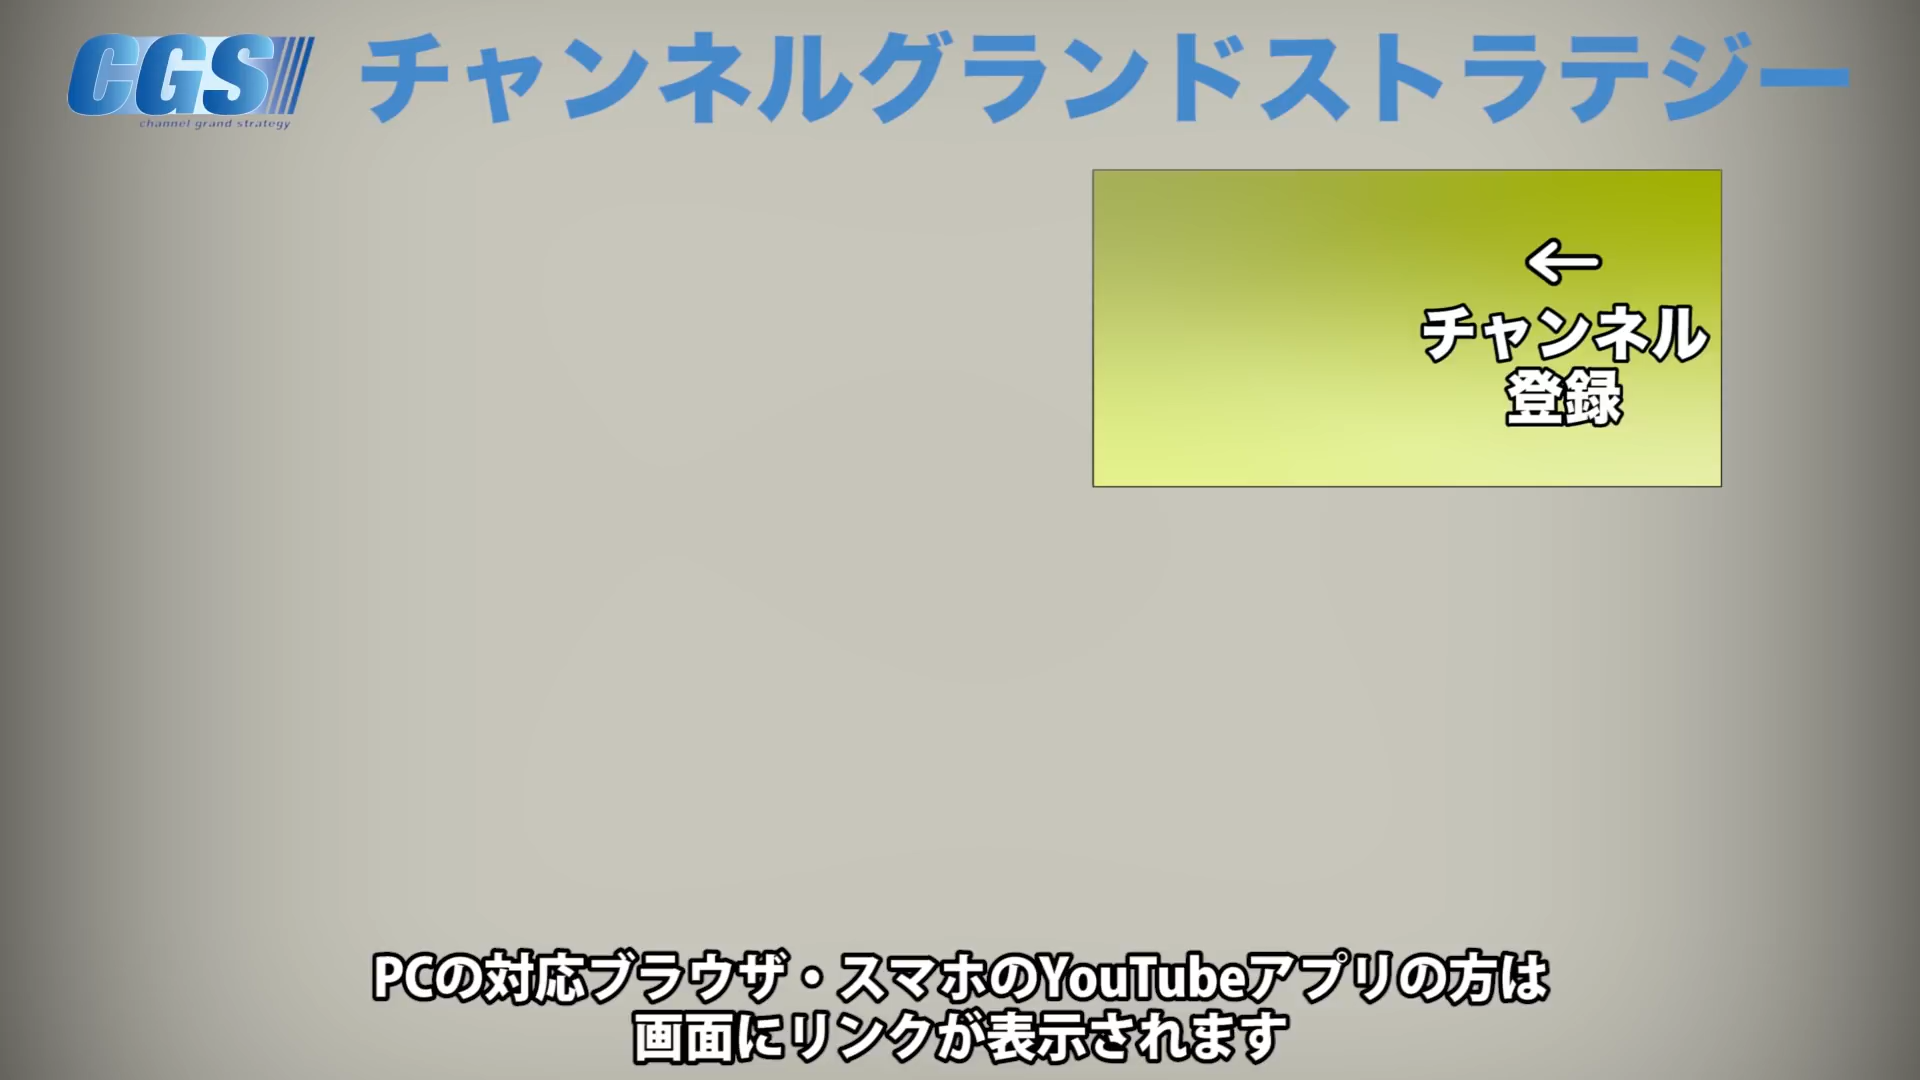 CGS
channel grand strategy
チャンネルグランドストラテジー
←
チャンネル
登録
PCの対応ブラウザ・スマホのYouTubeアプリの方は
画面にリンクが表示されます